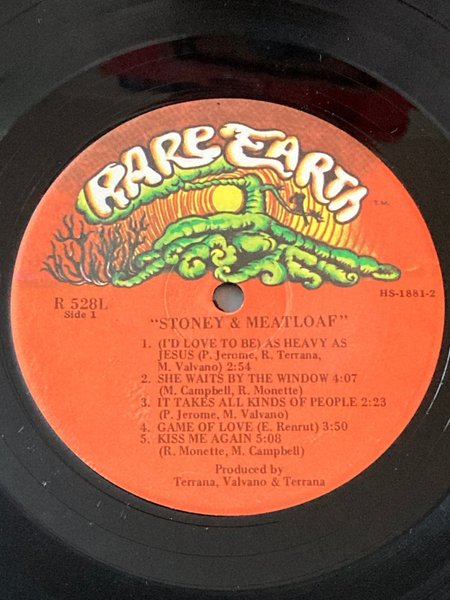 RARE EARTH
T.M.
R 528L
HS-1881-2
Side 1
"STONEY & MEATLOAF"
1. (I'D LOVE TO BE) AS HEAVY AS
JESUS (P. Jerome, R. Terrana,
M. Valvano) 2:54
2. SHE WAITS BY THE WINDOW 4:07
(M. Campbell, R. Monette)
3. IT TAKES ALL KINDS OF PEOPLE 2:23
(P. Jerome, M. Valvano)
4. GAME OF LOVE (E. Renrut) 3:50
5. KISS ME AGAIN 5:08
(R. Monette, M. Campbell)
Produced by
Terrana, Valvano & Terrana